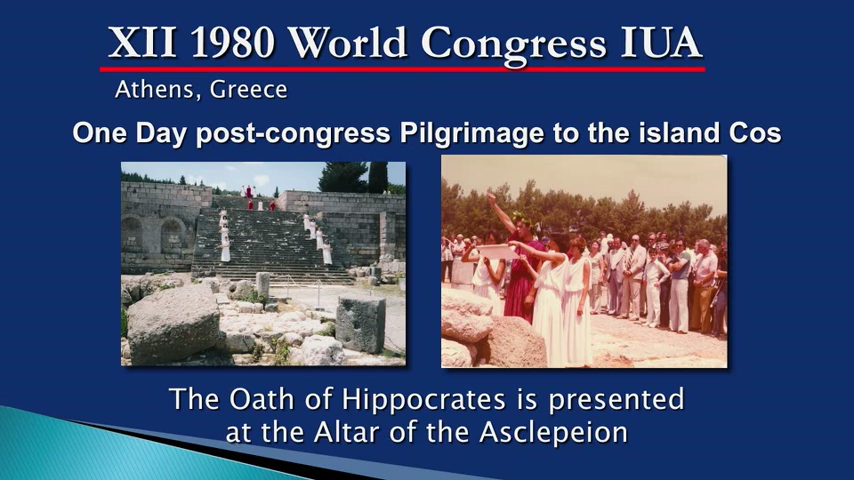 XII 1980 World Congress IUA
Athens, Greece
One Day post-congress Pilgrimage to the island Cos
The Oath of Hippocrates is presented
at the Altar of the Asclepeion